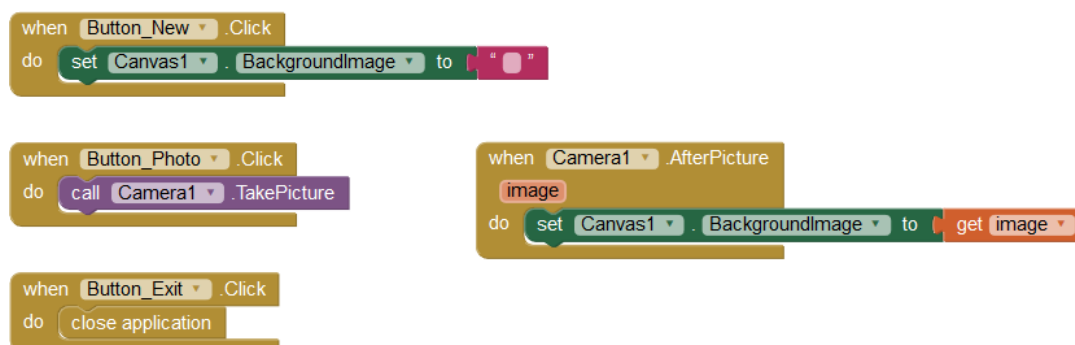 when Button_New .Click
do set Canvas1 . BackgroundImage to " "
when Button_Photo .Click
do call Camera1 .TakePicture
when Camera1 .AfterPicture
image
do set Canvas1 . BackgroundImage to get image
when Button_Exit .Click
do close application